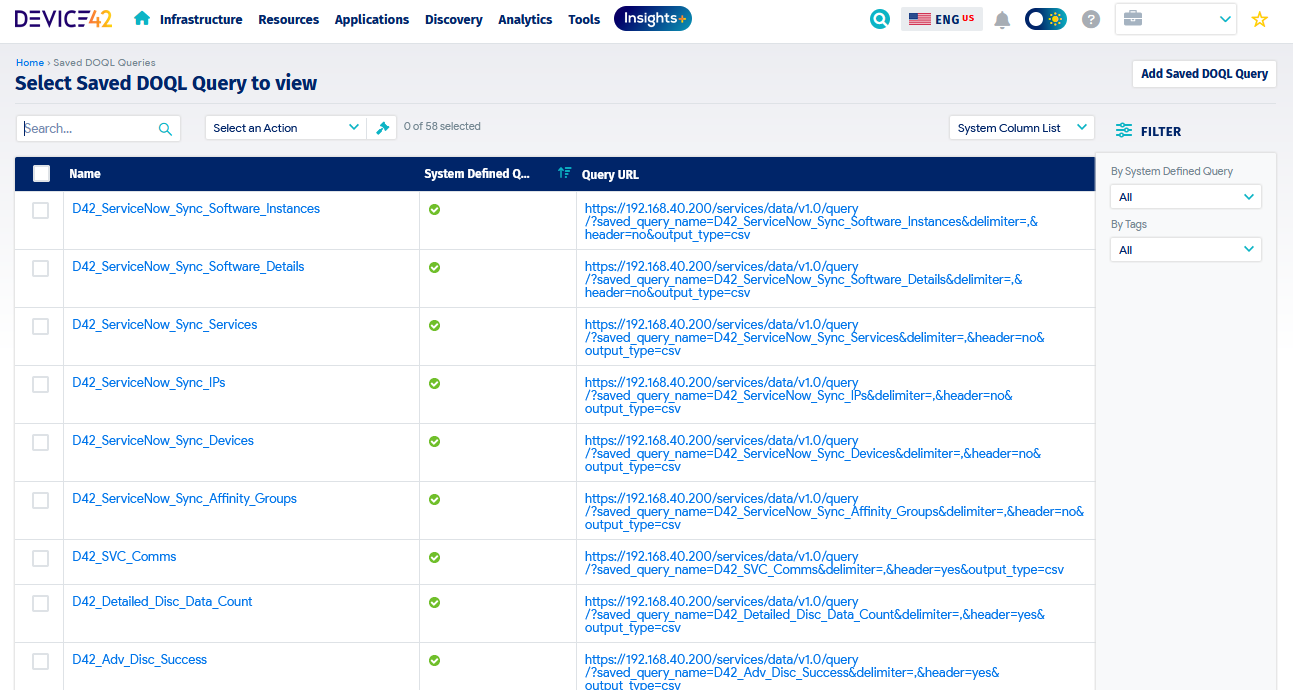 DEVICE42 Infrastructure Resources Applications Discovery Analytics Tools Insights+ ENG US ?
Home › Saved DOQL Queries
Select Saved DOQL Query to view
Add Saved DOQL Query
Search... Select an Action 0 of 58 selected System Column List FILTER
Name System Defined Q... Query URL
By System Defined Query
All
By Tags
All
D42_ServiceNow_Sync_Software_Instances https://192.168.40.200/services/data/v1.0/query
/?saved_query_name=D42_ServiceNow_Sync_Software_Instances&delimiter=,&
header=no&output_type=csv
D42_ServiceNow_Sync_Software_Details https://192.168.40.200/services/data/v1.0/query
/?saved_query_name=D42_ServiceNow_Sync_Software_Details&delimiter=,&
header=no&output_type=csv
D42_ServiceNow_Sync_Services https://192.168.40.200/services/data/v1.0/query
/?saved_query_name=D42_ServiceNow_Sync_Services&delimiter=,&header=no&
output_type=csv
D42_ServiceNow_Sync_IPs https://192.168.40.200/services/data/v1.0/query
/?saved_query_name=D42_ServiceNow_Sync_IPs&delimiter=,&header=no&
output_type=csv
D42_ServiceNow_Sync_Devices https://192.168.40.200/services/data/v1.0/query
/?saved_query_name=D42_ServiceNow_Sync_Devices&delimiter=,&header=no&
output_type=csv
D42_ServiceNow_Sync_Affinity_Groups https://192.168.40.200/services/data/v1.0/query
/?saved_query_name=D42_ServiceNow_Sync_Affinity_Groups&delimiter=,&header=no&
output_type=csv
D42_SVC_Comms https://192.168.40.200/services/data/v1.0/query
/?saved_query_name=D42_SVC_Comms&delimiter=,&header=yes&output_type=csv
D42_Detailed_Disc_Data_Count https://192.168.40.200/services/data/v1.0/query
/?saved_query_name=D42_Detailed_Disc_Data_Count&delimiter=,&header=yes&
output_type=csv
D42_Adv_Disc_Success https://192.168.40.200/services/data/v1.0/query
/?saved_query_name=D42_Adv_Disc_Success&delimiter=,&header=yes&
output_type=csv